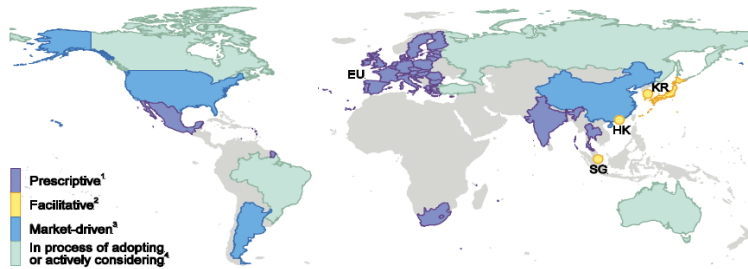 EU
KR
HK
SG
Prescriptive¹
Facilitative²
Market-driven³
In process of adopting
or actively considering⁴